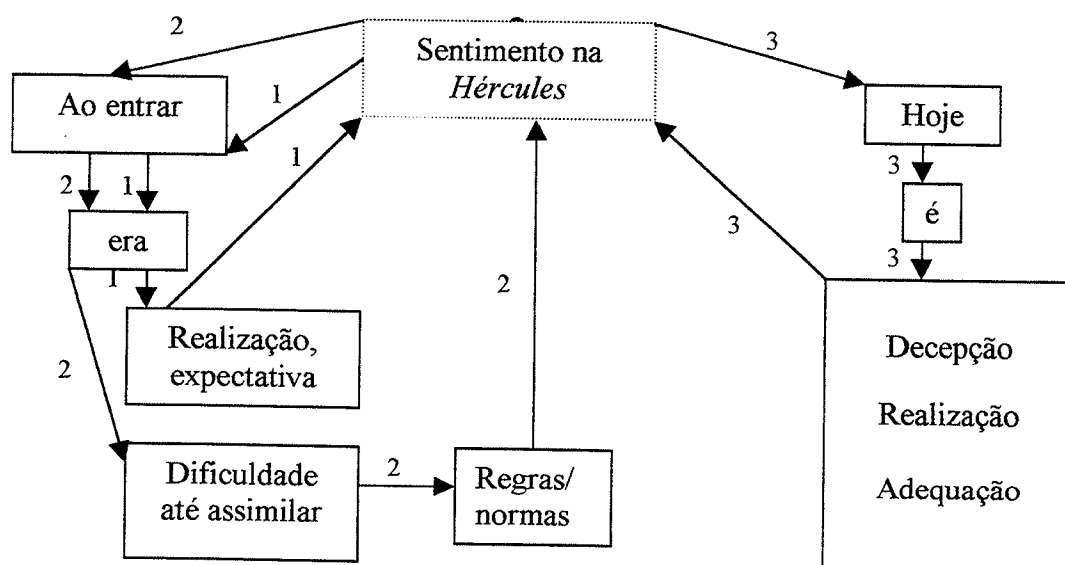 2
Sentimento na
Hércules
3
Ao entrar
1
Hoje
2
1
1
3
era
é
1
3
3
2
Realização,
expectativa
2
Decepção
Realização
Adequação
Dificuldade
até assimilar
2
Regras/
normas